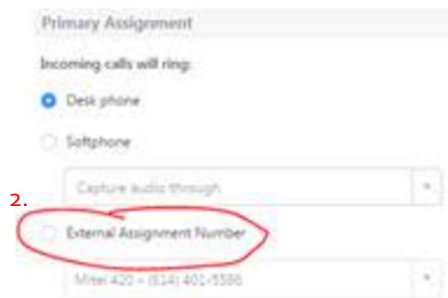 Primary Assignment
Incoming calls will ring:
Desk phone
Softphone
Capture audio through
2.
External Assignment Number
Mitel 420 - (614) 401-5586